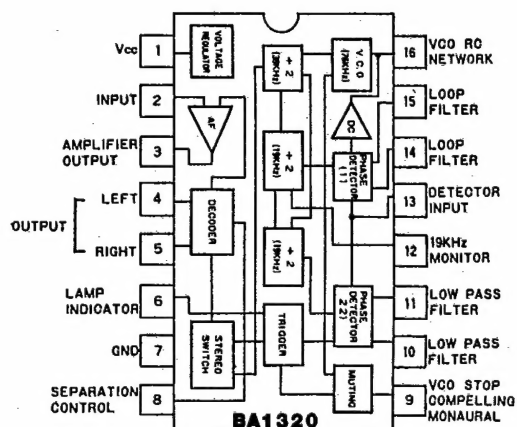 Vcc
1
INPUT
2
AMPLIFIER
OUTPUT
3
OUTPUT
LEFT
4
RIGHT
5
LAMP
INDICATOR
6
GND
7
SEPARATION
CONTROL
8
VOLTAGE
REGULATOR
AF
DECODER
STEREO
SWITCH
÷ 2
(38KHz)
÷ 2
(19KHz)
÷ 2
(19KHz)
TRIGGER
V.C.O
(76KHz)
DC
PHASE
DETECTOR
(1)
PHASE
DETECTOR
22)
MUTING
16
VCO RC
NETWORK
15
LOOP
FILTER
14
LOOP
FILTER
13
DETECTOR
INPUT
12
19KHz
MONITOR
11
LOW PASS
FILTER
10
LOW PASS
FILTER
9
VCO STOP
COMPELLING
MONAURAL
BA1320